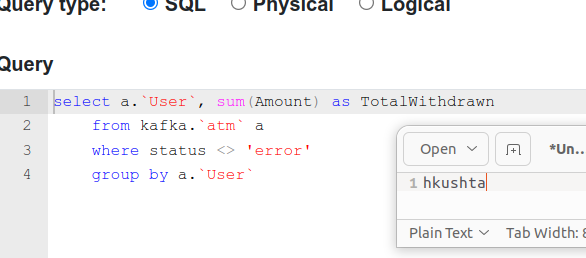 Query type: SQL Physical Logical
Query
1 select a.`User`, sum(Amount) as TotalWithdrawn
2 from kafka.`atm` a
3 where status <> 'error'
4 group by a.`User`
Open *Un..
1 hkushta
Plain Text Tab Width: 8